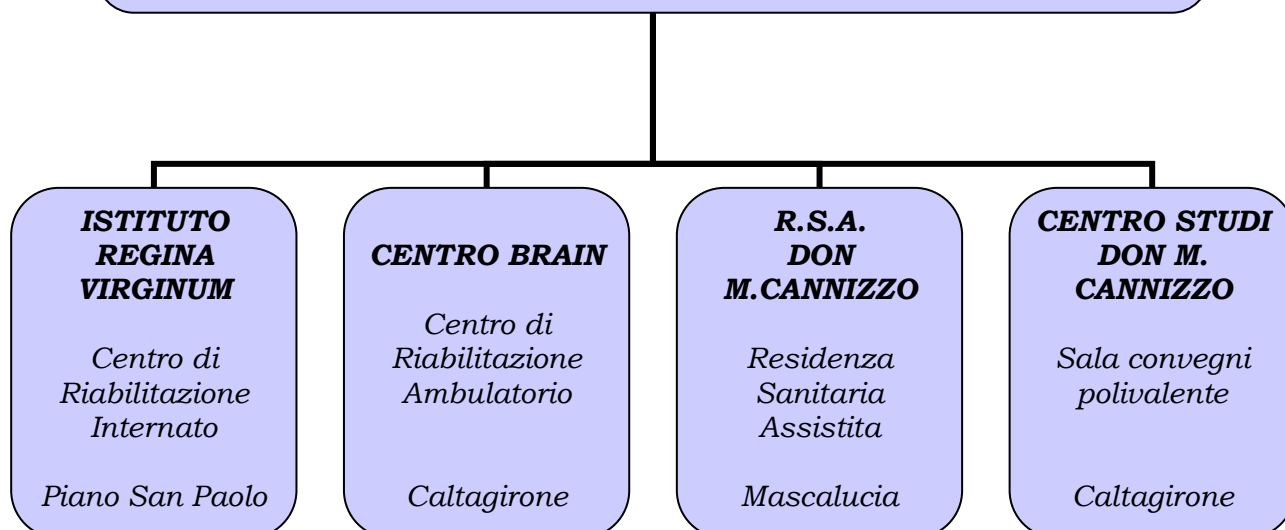 ISTITUTO
REGINA
VIRGINUM
Centro di
Riabilitazione
Internato
Piano San Paolo
CENTRO BRAIN
Centro di
Riabilitazione
Ambulatorio
Caltagirone
R.S.A.
DON
M.CANNIZZO
Residenza
Sanitaria
Assistita
Mascalucia
CENTRO STUDI
DON M.
CANNIZZO
Sala convegni
polivalente
Caltagirone